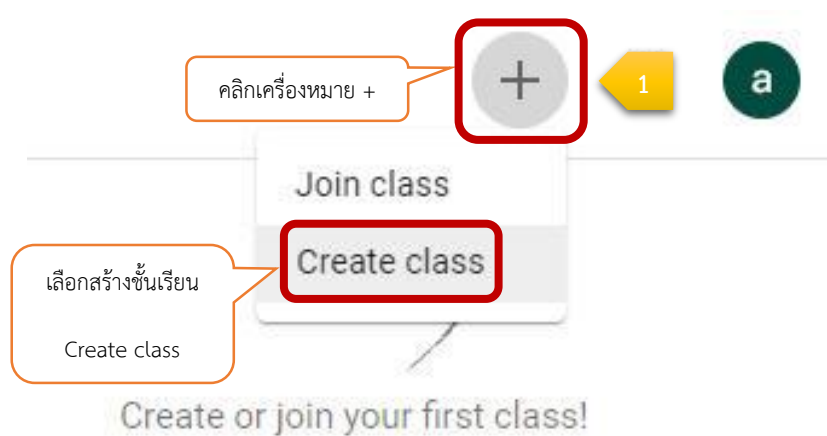 คลิกเครื่องหมาย +
+
1
a
Join class
Create class
เลือกสร้างชั้นเรียน
Create class
Create or join your first class!